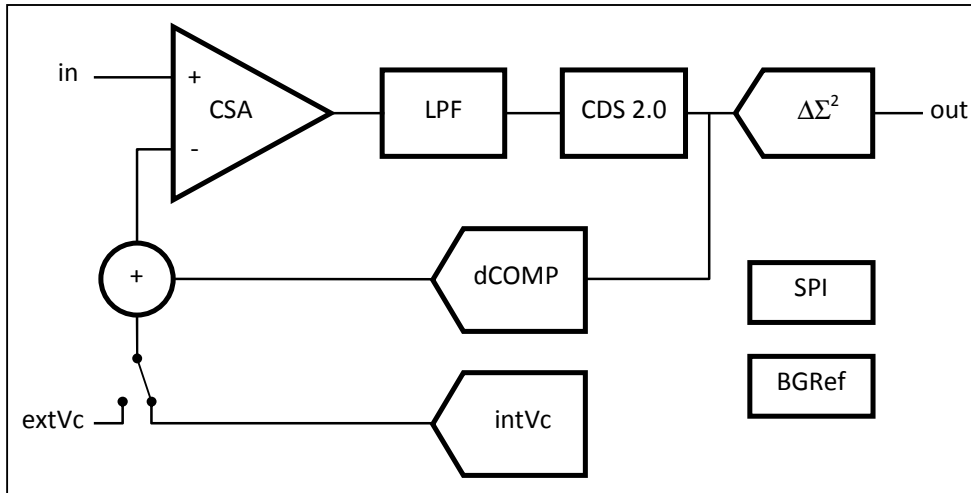 in
+
CSA
-
LPF
CDS 2.0
ΔΣ²
out
+
dCOMP
SPI
BGRef
extVc
intVc